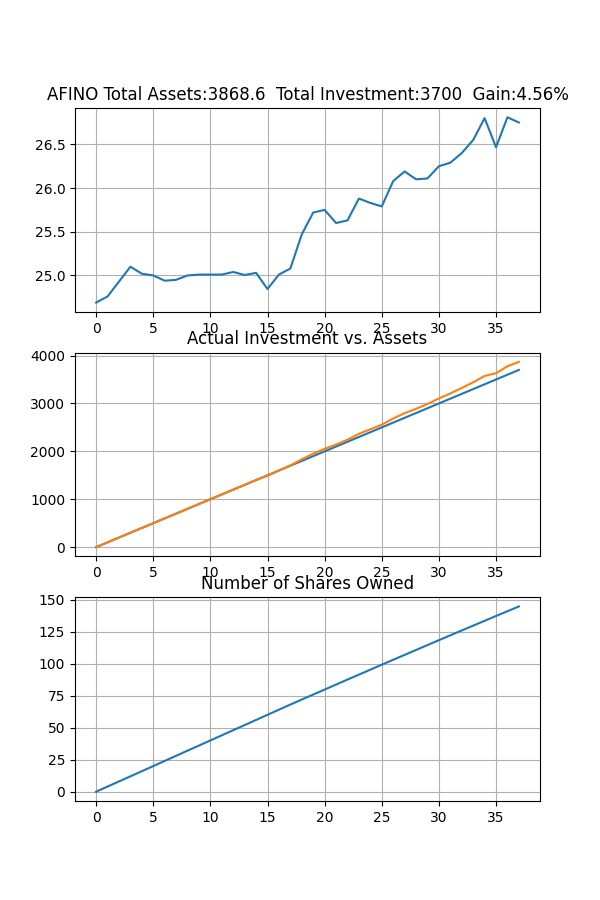 AFINO Total Assets:3868.6  Total Investment:3700  Gain:4.56%
26.5
26.0
25.5
25.0
0 5 10 15 20 25 30 35
Actual Investment vs. Assets
4000
3000
2000
1000
0
0 5 10 15 20 25 30 35
Number of Shares Owned
150
125
100
75
50
25
0
0 5 10 15 20 25 30 35